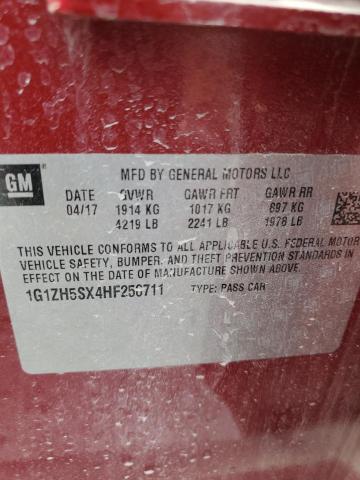 GM
MFD BY GENERAL MOTORS LLC
DATE GVWR GAWR FRT GAWR RR
04/17 1914 KG 1017 KG 897 KG
4219 LB 2241 LB 1978 LB
THIS VEHICLE CONFORMS TO ALL APPLICABLE U.S. FEDERAL MOTOR
VEHICLE SAFETY, BUMPER, AND THEFT PREVENTION STANDARDS IN
EFFECT ON THE DATE OF MANUFACTURE SHOWN ABOVE.
1G1ZH5SX4HF258711 TYPE: PASS CAR